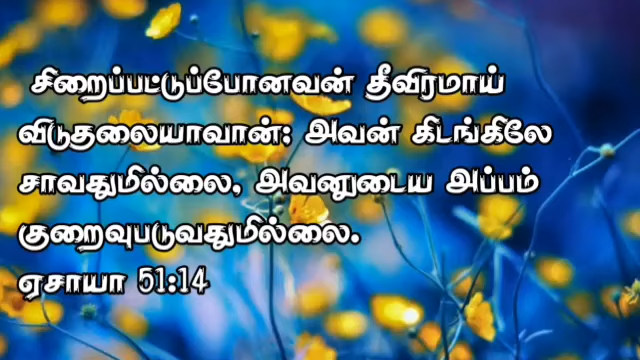 சிறைப்பட்டுப்போனவன் தீவிரமாய்
விடுதலையாவான்; அவன் கிடங்கிலே
சாவதுமில்லை, அவனுடைய அப்பம்
குறைவுபடுவதுமில்லை.
ஏசாயா 51:14